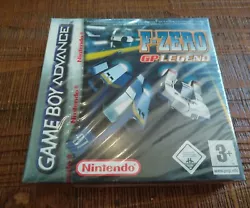 GAME BOY ADVANCE
F-ZERO
GP LEGEND
Nintendo
3+